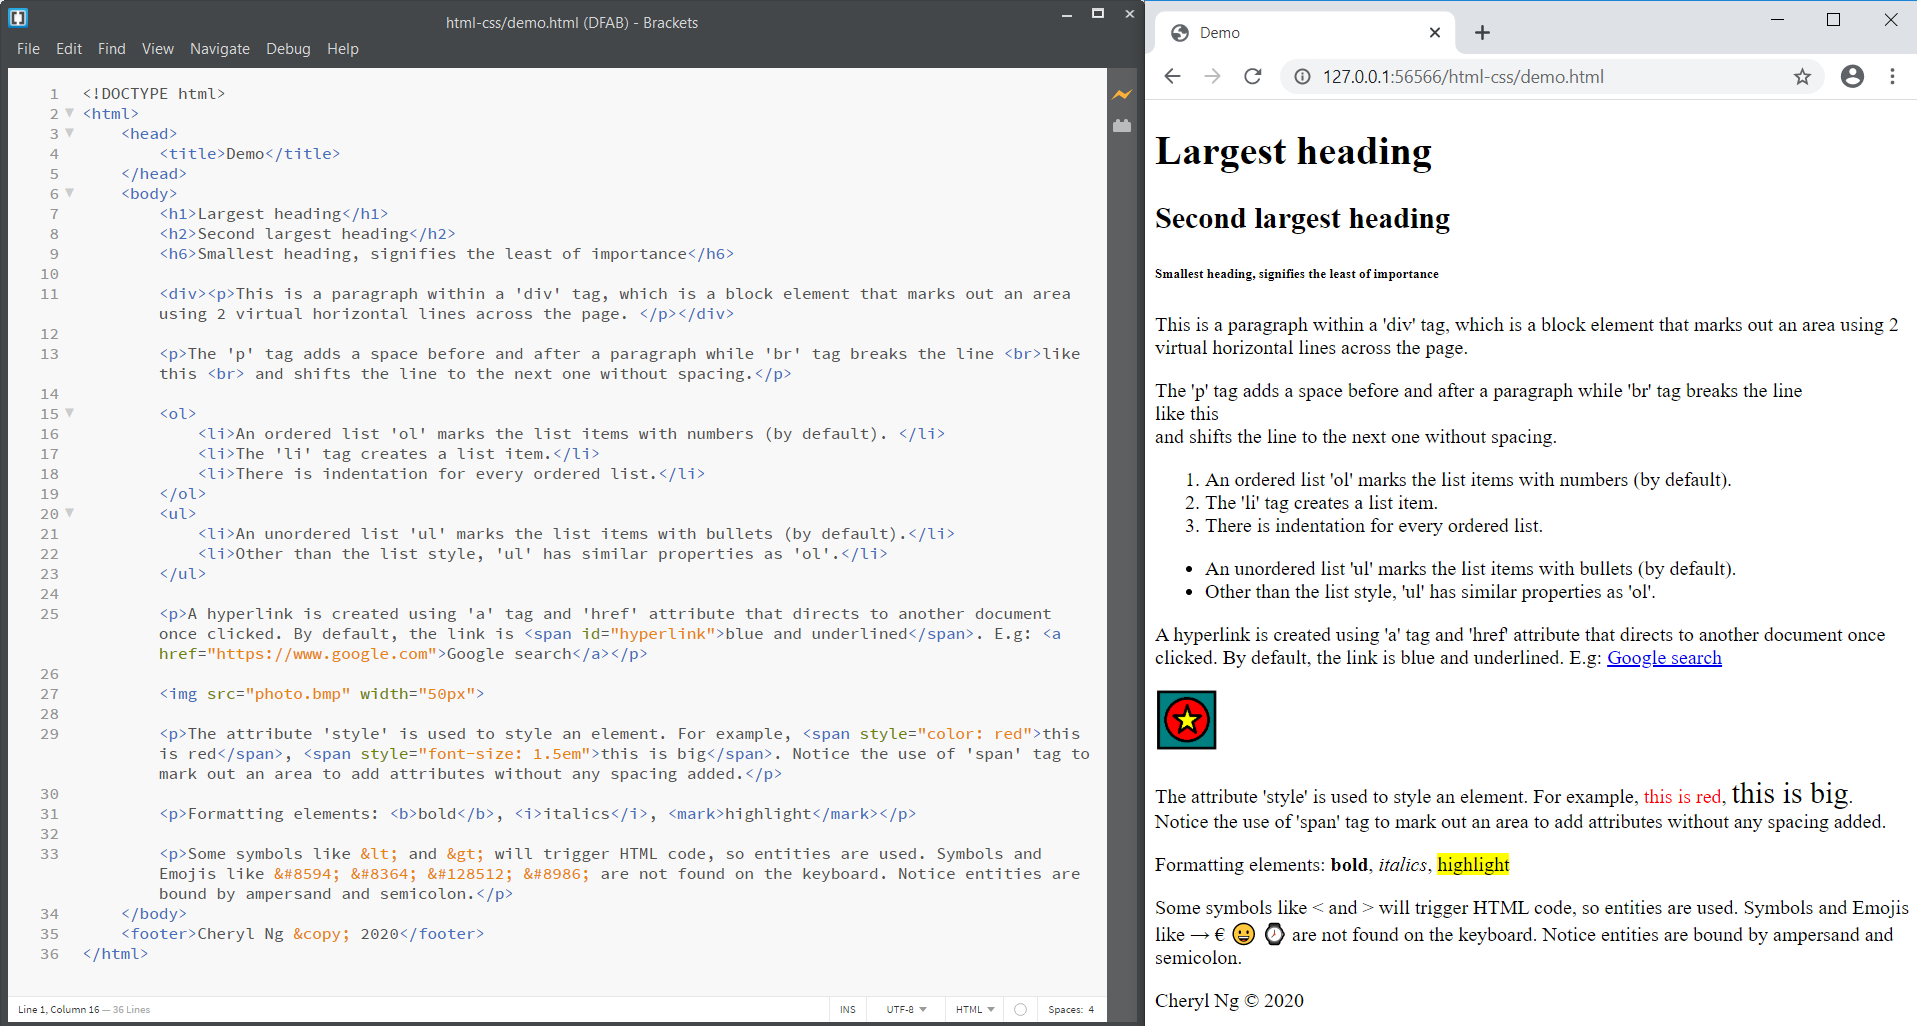 html-css/demo.html (DFAB) - Brackets
File Edit Find View Navigate Debug Help
1 <!DOCTYPE html>
2 <html>
3 <head>
4 <title>Demo</title>
5 </head>
6 <body>
7 <h1>Largest heading</h1>
8 <h2>Second largest heading</h2>
9 <h6>Smallest heading, signifies the least of importance</h6>
10
11 <div><p>This is a paragraph within a 'div' tag, which is a block element that marks out an area
using 2 virtual horizontal lines across the page. </p></div>
12
13 <p>The 'p' tag adds a space before and after a paragraph while 'br' tag breaks the line <br>like
this <br> and shifts the line to the next one without spacing.</p>
14
15 <ol>
16 <li>An ordered list 'ol' marks the list items with numbers (by default). </li>
17 <li>The 'li' tag creates a list item.</li>
18 <li>There is indentation for every ordered list.</li>
19 </ol>
20 <ul>
21 <li>An unordered list 'ul' marks the list items with bullets (by default).</li>
22 <li>Other than the list style, 'ul' has similar properties as 'ol'.</li>
23 </ul>
24
25 <p>A hyperlink is created using 'a' tag and 'href' attribute that directs to another document
once clicked. By default, the link is <span id="hyperlink">blue and underlined</span>. E.g: <a
href="https://www.google.com">Google search</a></p>
26
27 <img src="photo.bmp" width="50px">
28
29 <p>The attribute 'style' is used to style an element. For example, <span style="color: red">this
is red</span>, <span style="font-size: 1.5em">this is big</span>. Notice the use of 'span' tag to
mark out an area to add attributes without any spacing added.</p>
30
31 <p>Formatting elements: <b>bold</b>, <i>italics</i>, <mark>highlight</mark></p>
32
33 <p>Some symbols like &lt; and &gt; will trigger HTML code, so entities are used. Symbols and
Emojis like &#8594; &#8364; &#128512; &#8986; are not found on the keyboard. Notice entities are
bound by ampersand and semicolon.</p>
34 </body>
35 <footer>Cheryl Ng &copy; 2020</footer>
36 </html>
Line 1, Column 16 — 36 Lines
INS UTF-8 HTML Spaces: 4
Demo
127.0.0.1:56566/html-css/demo.html
Largest heading
Second largest heading
Smallest heading, signifies the least of importance
This is a paragraph within a 'div' tag, which is a block element that marks out an area using 2
virtual horizontal lines across the page.
The 'p' tag adds a space before and after a paragraph while 'br' tag breaks the line
like this
and shifts the line to the next one without spacing.
1. An ordered list 'ol' marks the list items with numbers (by default).
2. The 'li' tag creates a list item.
3. There is indentation for every ordered list.
• An unordered list 'ul' marks the list items with bullets (by default).
• Other than the list style, 'ul' has similar properties as 'ol'.
A hyperlink is created using 'a' tag and 'href' attribute that directs to another document once
clicked. By default, the link is blue and underlined. E.g: Google search
The attribute 'style' is used to style an element. For example, this is red, this is big.
Notice the use of 'span' tag to mark out an area to add attributes without any spacing added.
Formatting elements: bold, italics, highlight
Some symbols like < and > will trigger HTML code, so entities are used. Symbols and Emojis
like → € 😀 ⌚ are not found on the keyboard. Notice entities are bound by ampersand and
semicolon.
Cheryl Ng © 2020